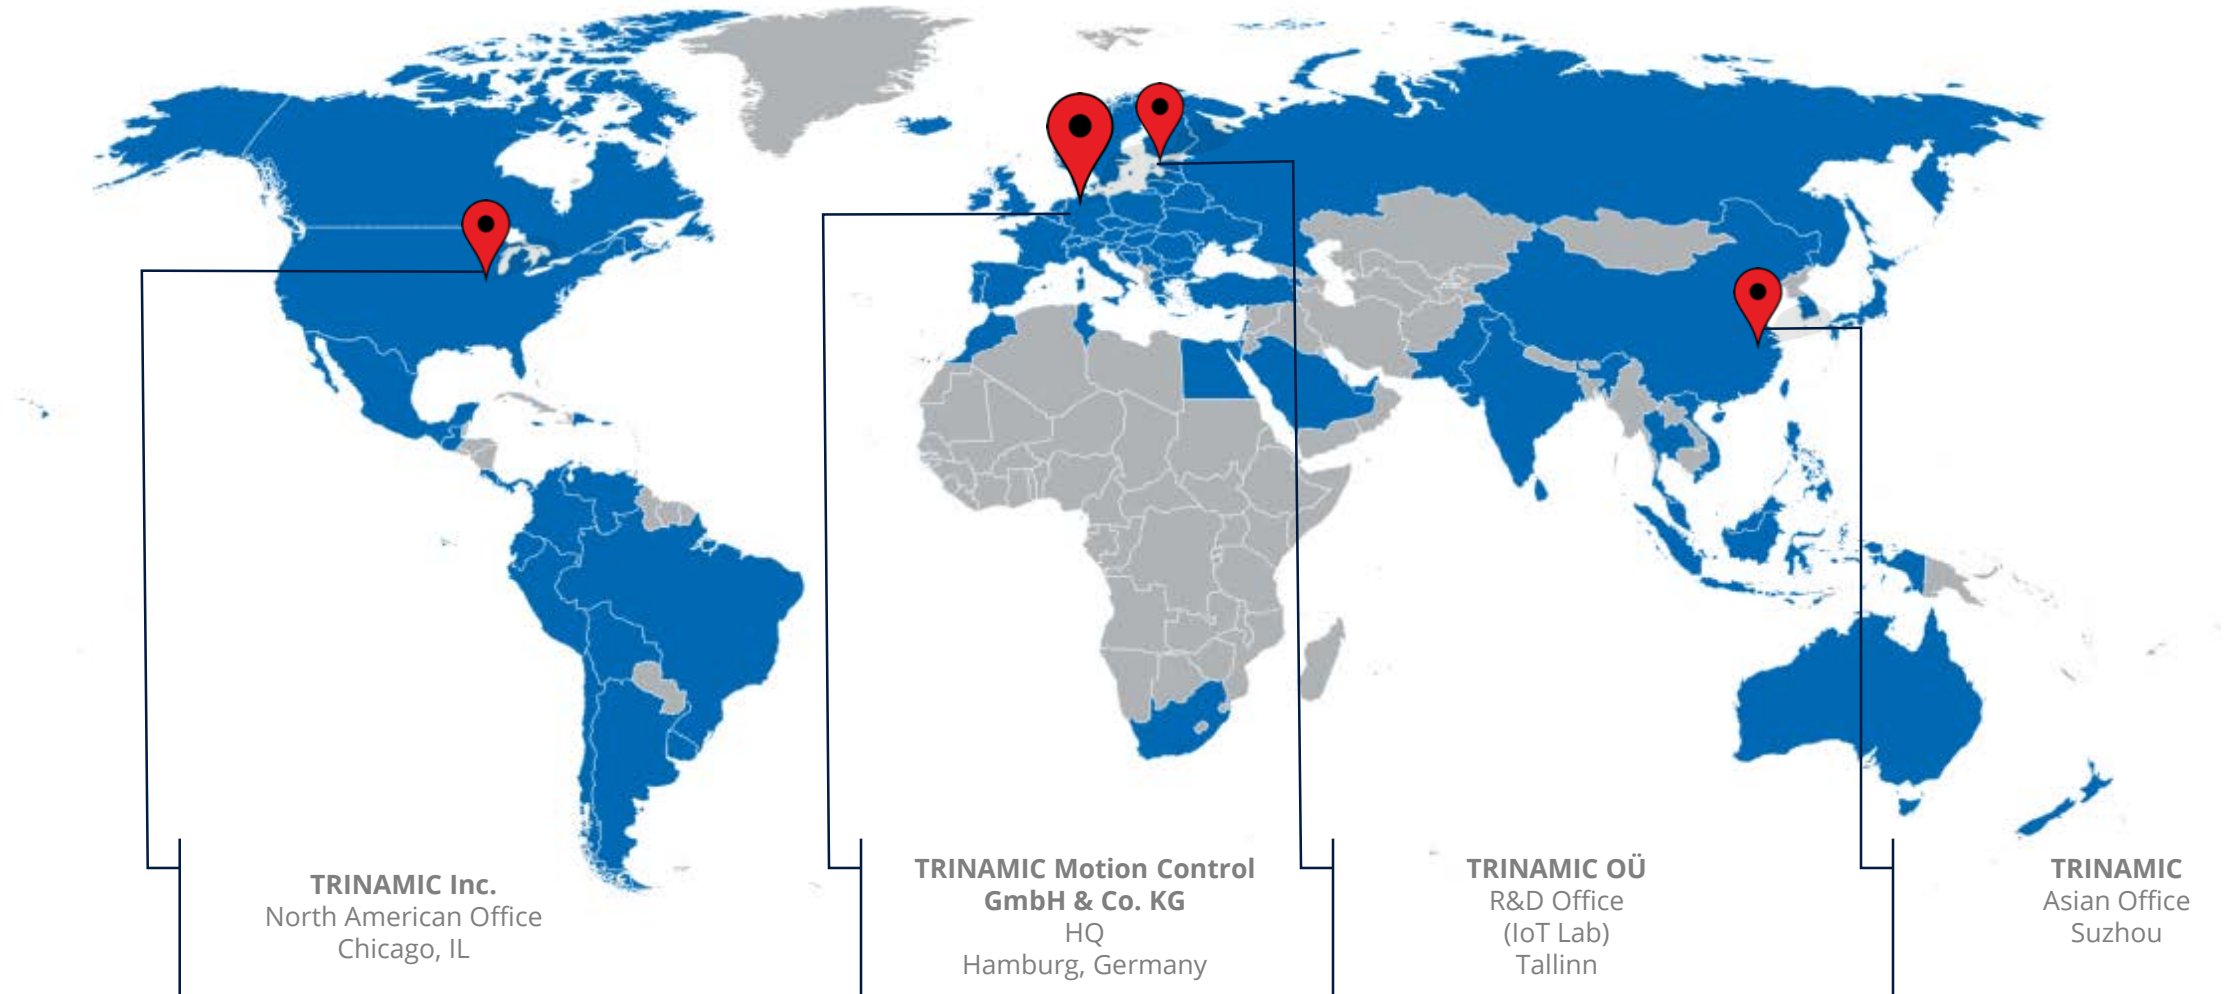 TRINAMIC Inc.
North American Office
Chicago, IL
TRINAMIC Motion Control
GmbH & Co. KG
HQ
Hamburg, Germany
TRINAMIC OÜ
R&D Office
(IoT Lab)
Tallinn
TRINAMIC
Asian Office
Suzhou